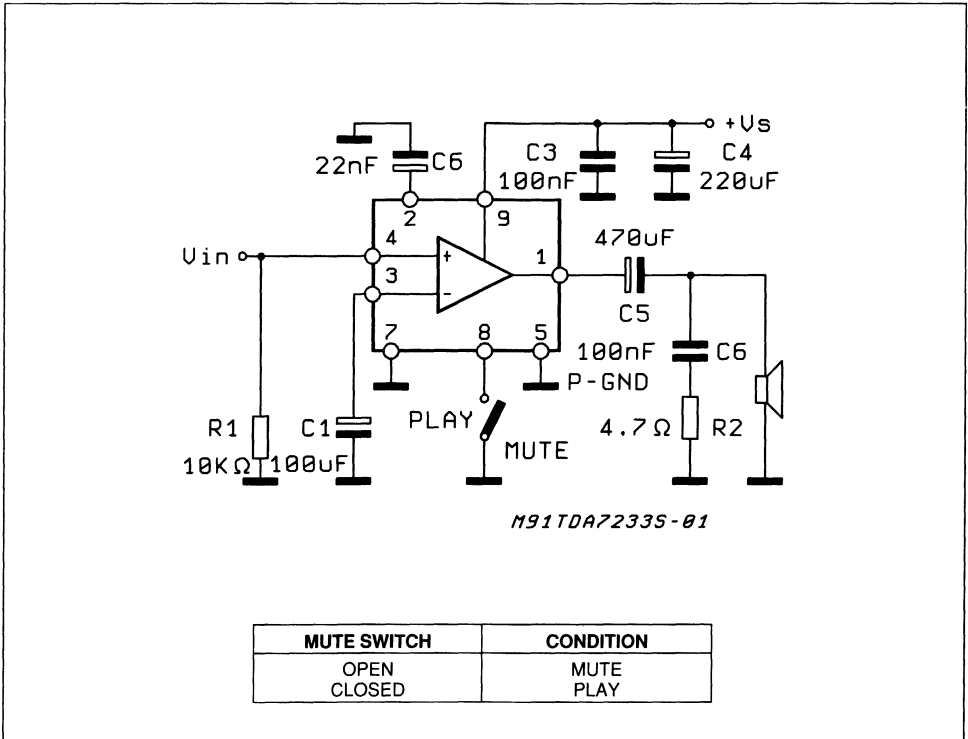 +Vs
22nF
C6
C3
100nF
C4
220uF
2
9
Vin
4
+
3
-
1
470uF
C5
7
8
5
100nF
C6
P-GND
PLAY
MUTE
R1
10KΩ
C1
100uF
4.7Ω
R2
M91TDA7233S-01
MUTE SWITCH CONDITION
OPEN MUTE
CLOSED PLAY